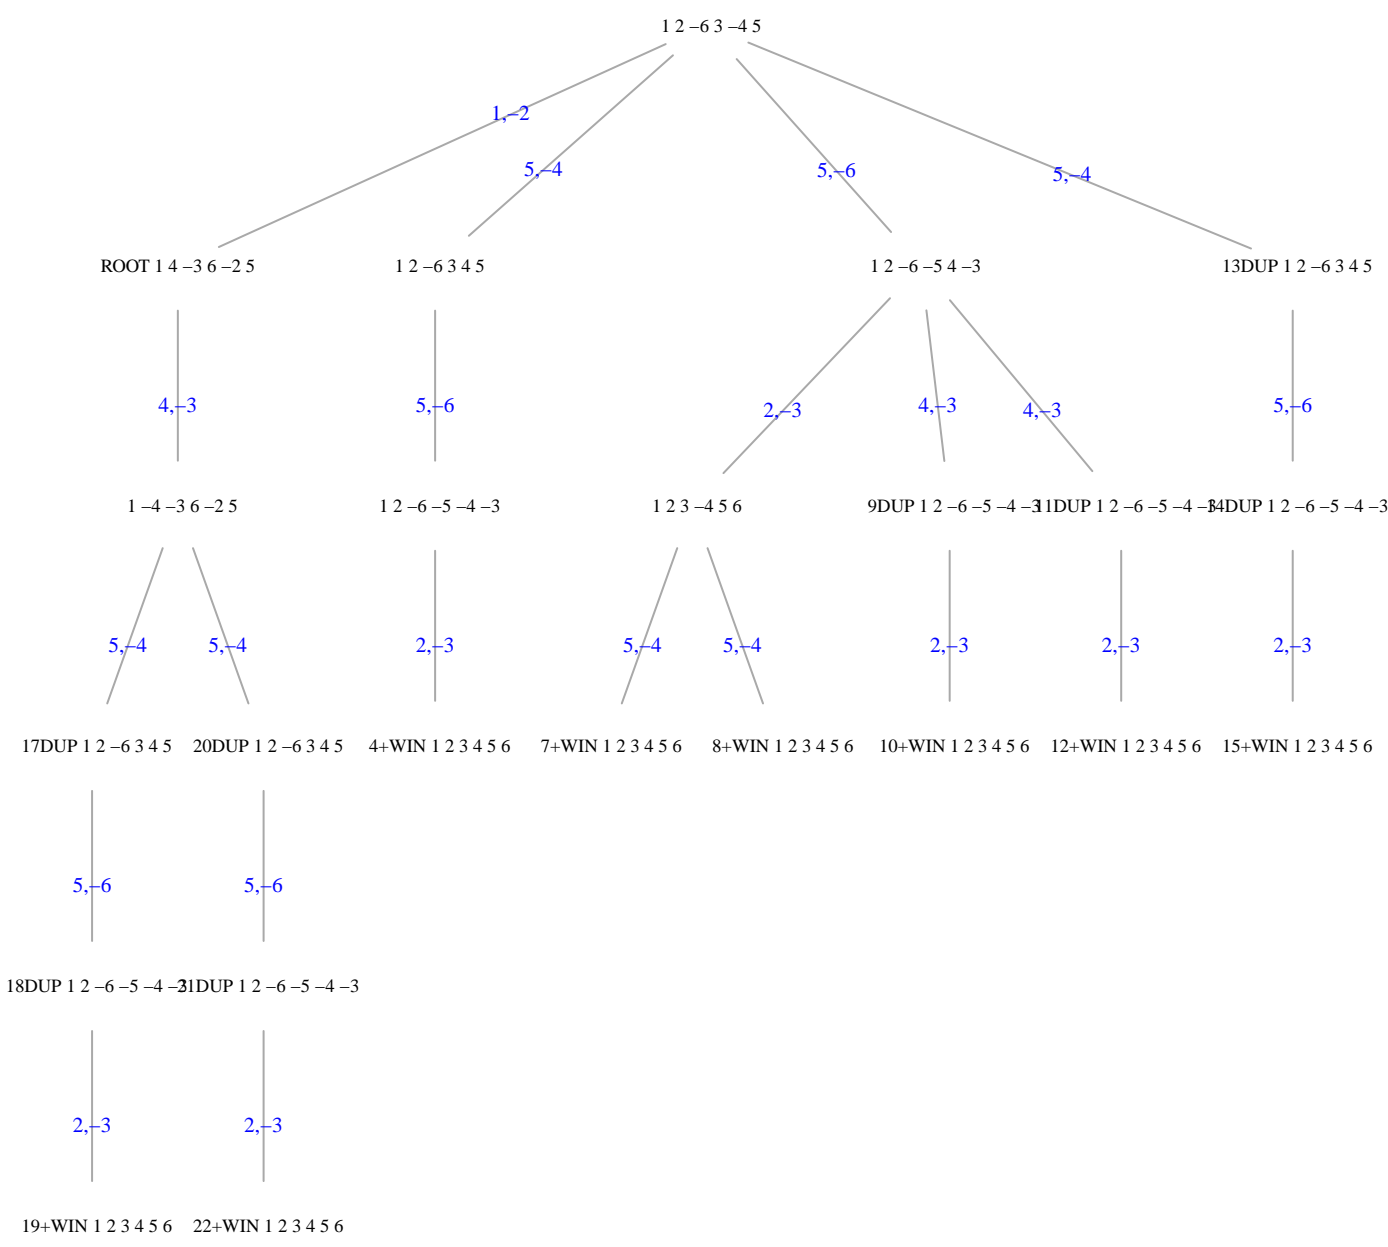 1 2 –6 3 –4 5
1,–2
5,–4
5,–6
5,–4
ROOT 1 4 –3 6 –2 5
1 2 –6 3 4 5
1 2 –6 –5 4 –3
13DUP 1 2 –6 3 4 5
4,–3
5,–6
2,–3
4,–3
4,–3
5,–6
1 –4 –3 6 –2 5
1 2 –6 –5 –4 –3
1 2 3 –4 5 6
9DUP 1 2 –6 –5 –4 –3
11DUP 1 2 –6 –5 –4 –3
14DUP 1 2 –6 –5 –4 –3
5,–4
5,–4
2,–3
5,–4
5,–4
2,–3
2,–3
2,–3
17DUP 1 2 –6 3 4 5
20DUP 1 2 –6 3 4 5
4+WIN 1 2 3 4 5 6
7+WIN 1 2 3 4 5 6
8+WIN 1 2 3 4 5 6
10+WIN 1 2 3 4 5 6
12+WIN 1 2 3 4 5 6
15+WIN 1 2 3 4 5 6
5,–6
5,–6
18DUP 1 2 –6 –5 –4 –3
21DUP 1 2 –6 –5 –4 –3
2,–3
2,–3
19+WIN 1 2 3 4 5 6
22+WIN 1 2 3 4 5 6